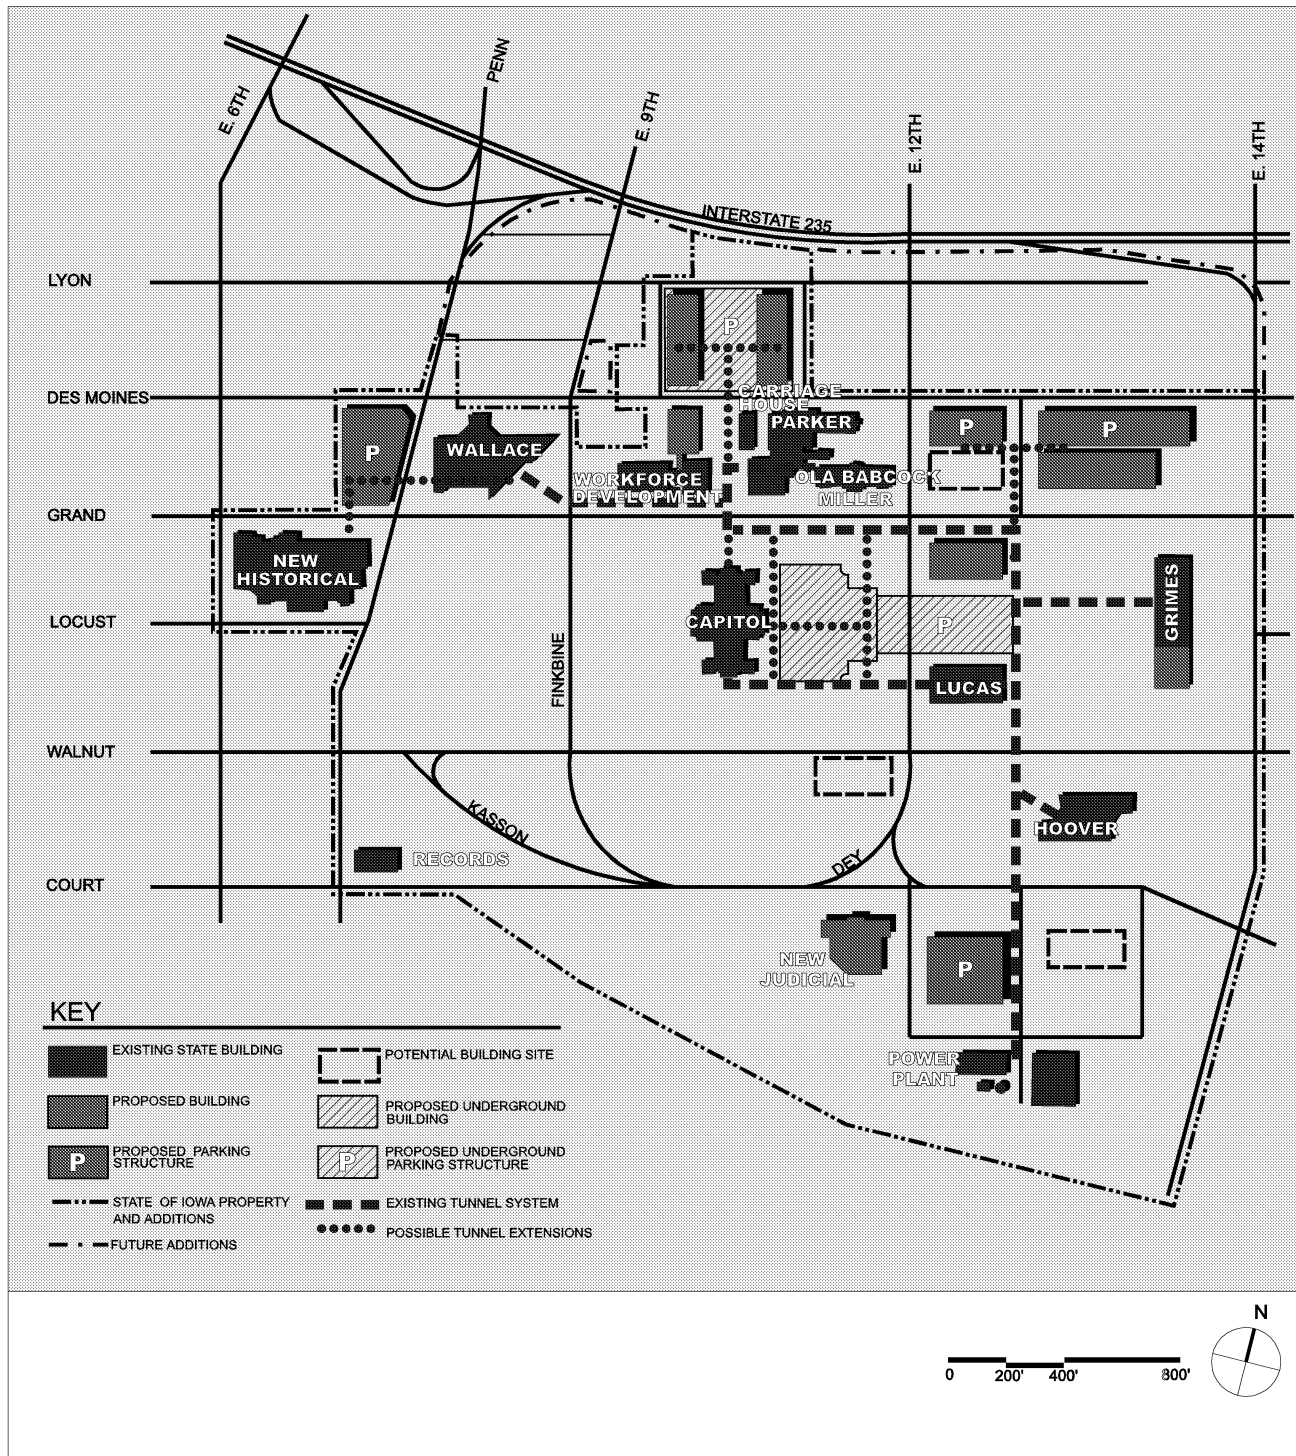 E. 6TH
PENN
E. 9TH
E. 12TH
E. 14TH
INTERSTATE 235
LYON
P
DES MOINES
CARRIAGE
HOUSE
PARKER
P
P
P
WALLACE
WORKFORCE
DEVELOPMENT
OLA BABCOCK
MILLER
GRAND
NEW
HISTORICAL
GRIMES
LOCUST
CAPITOL
P
FINKBINE
LUCAS
WALNUT
KASSON
DEY
HOOVER
RECORDS
COURT
NEW
JUDICIAL
P
POWER
PLANT
KEY
EXISTING STATE BUILDING
POTENTIAL BUILDING SITE
PROPOSED BUILDING
PROPOSED UNDERGROUND
BUILDING
P
PROPOSED PARKING
STRUCTURE
P
PROPOSED UNDERGROUND
PARKING STRUCTURE
STATE OF IOWA PROPERTY
AND ADDITIONS
EXISTING TUNNEL SYSTEM
FUTURE ADDITIONS
POSSIBLE TUNNEL EXTENSIONS
N
0 200' 400' 800'